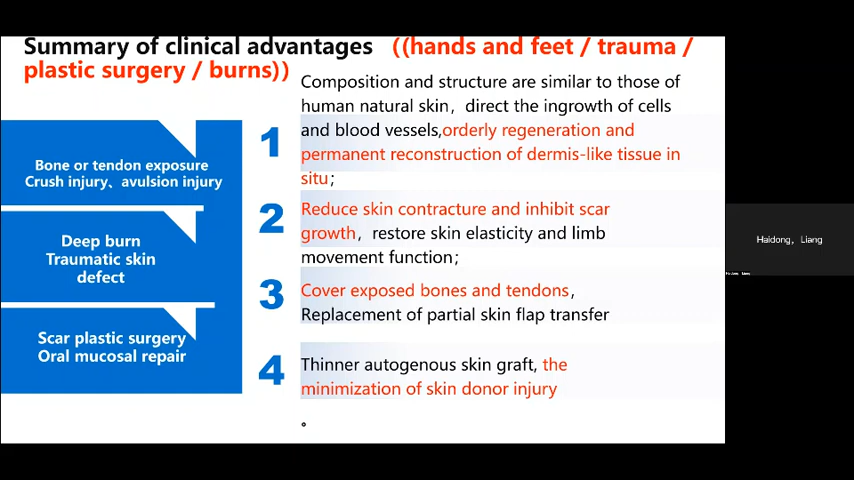 Summary of clinical advantages ((hands and feet / trauma /
plastic surgery / burns))
Bone or tendon exposure
Crush injury、avulsion injury
Deep burn
Traumatic skin
defect
Scar plastic surgery
Oral mucosal repair
1
Composition and structure are similar to those of
human natural skin，direct the ingrowth of cells
and blood vessels,orderly regeneration and
permanent reconstruction of dermis-like tissue in
situ;
2
Reduce skin contracture and inhibit scar
growth，restore skin elasticity and limb
movement function;
3
Cover exposed bones and tendons，
Replacement of partial skin flap transfer
4
Thinner autogenous skin graft, the
minimization of skin donor injury
。
Haidong，Liang
Haidong，Liang